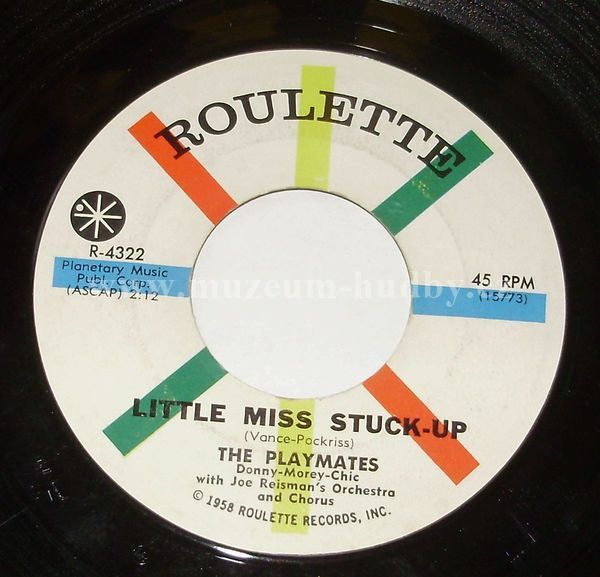 ROULETTE
R-4322
Planetary Music
Publ. Corp.
(ASCAP) 2:12
45 RPM
(15773)
www.muzeum-hudby.cz
LITTLE MISS STUCK-UP
(Vance-Pockriss)
THE PLAYMATES
Donny-Morey-Chic
with Joe Reisman's Orchestra
and Chorus
© 1958 ROULETTE RECORDS, INC.